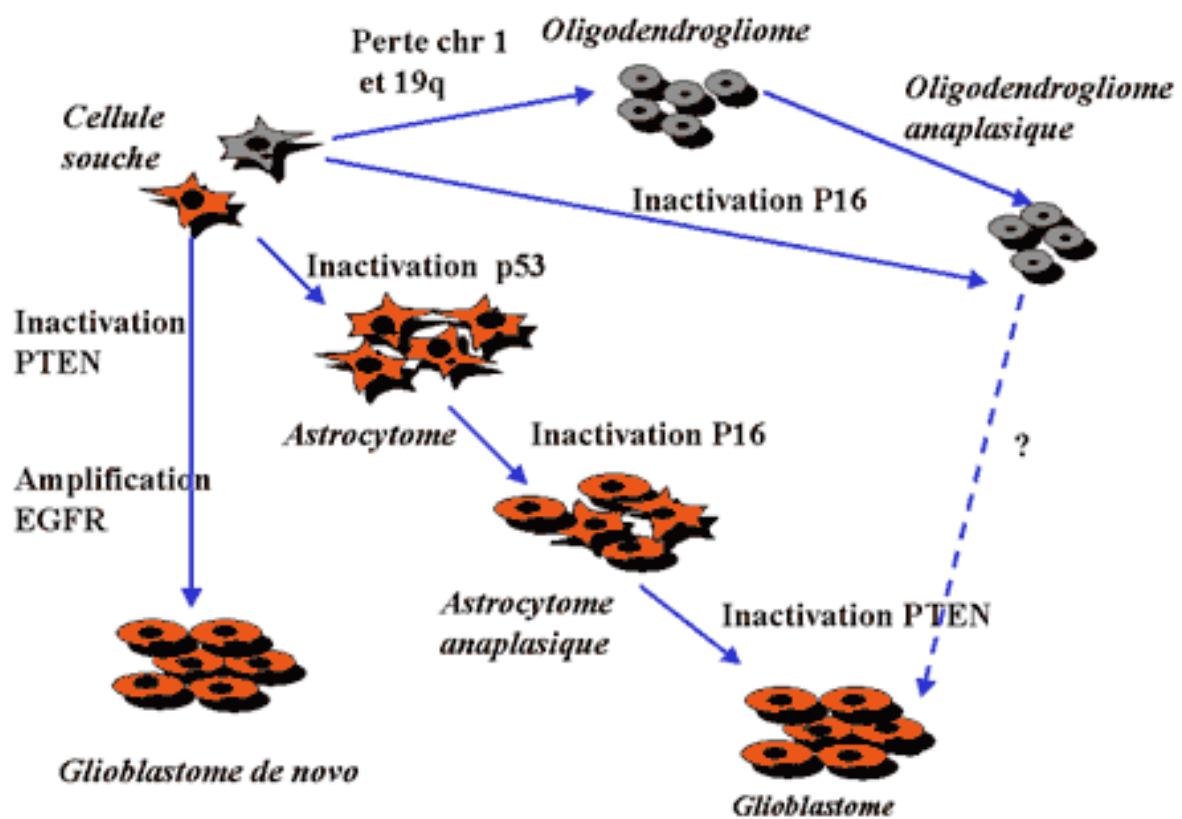 Perte chr 1
et 19q
Oligodendrogliome
Oligodendrogliome
anaplasique
Cellule
souche
Inactivation P16
Inactivation p53
Inactivation
PTEN
Astrocytome
Inactivation P16
?
Amplification
EGFR
Astrocytome
anaplasique
Inactivation PTEN
Glioblastome de novo
Glioblastome